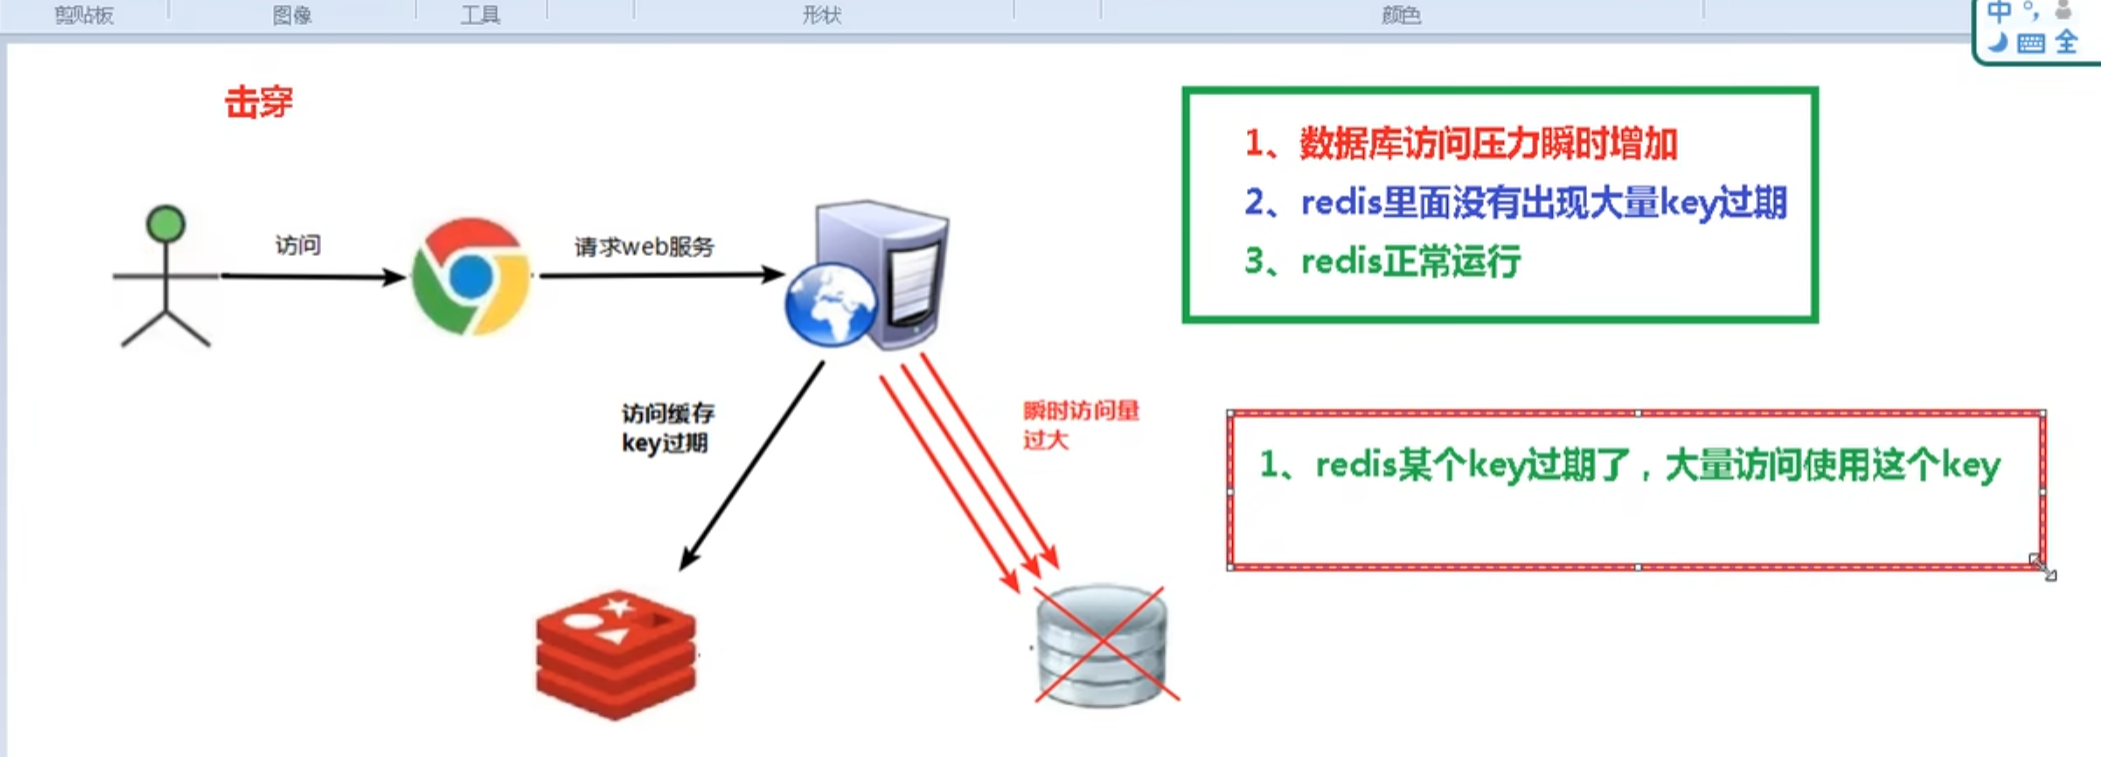 剪贴板
图像
工具
形状
颜色
中 °,
全
击穿
1、数据库访问压力瞬时增加
2、redis里面没有出现大量key过期
3、redis正常运行
访问
请求web服务
访问缓存
key过期
瞬时访问量
过大
1、redis某个key过期了，大量访问使用这个key